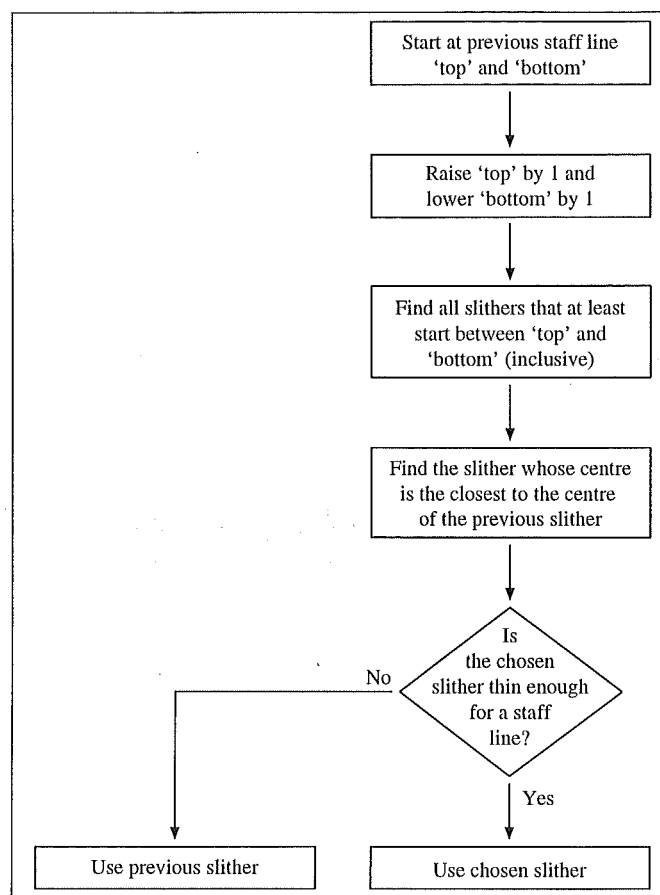 Start at previous staff line
‘top’ and ‘bottom’
Raise ‘top’ by 1 and
lower ‘bottom’ by 1
Find all slithers that at least
start between ‘top’ and
‘bottom’ (inclusive)
Find the slither whose centre
is the closest to the centre
of the previous slither
Is
the chosen
slither thin enough
for a staff
line?
No
Yes
Use previous slither
Use chosen slither